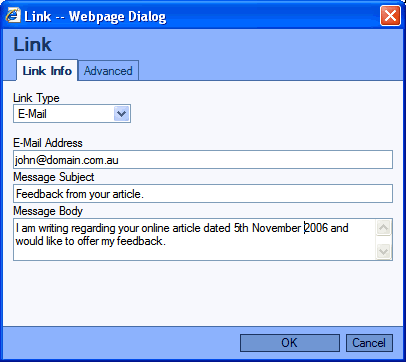 Link -- Webpage Dialog
Link
Link Info Advanced
Link Type
E-Mail
E-Mail Address
john@domain.com.au
Message Subject
Feedback from your article.
Message Body
I am writing regarding your online article dated 5th November 2006 and
would like to offer my feedback.
OK Cancel